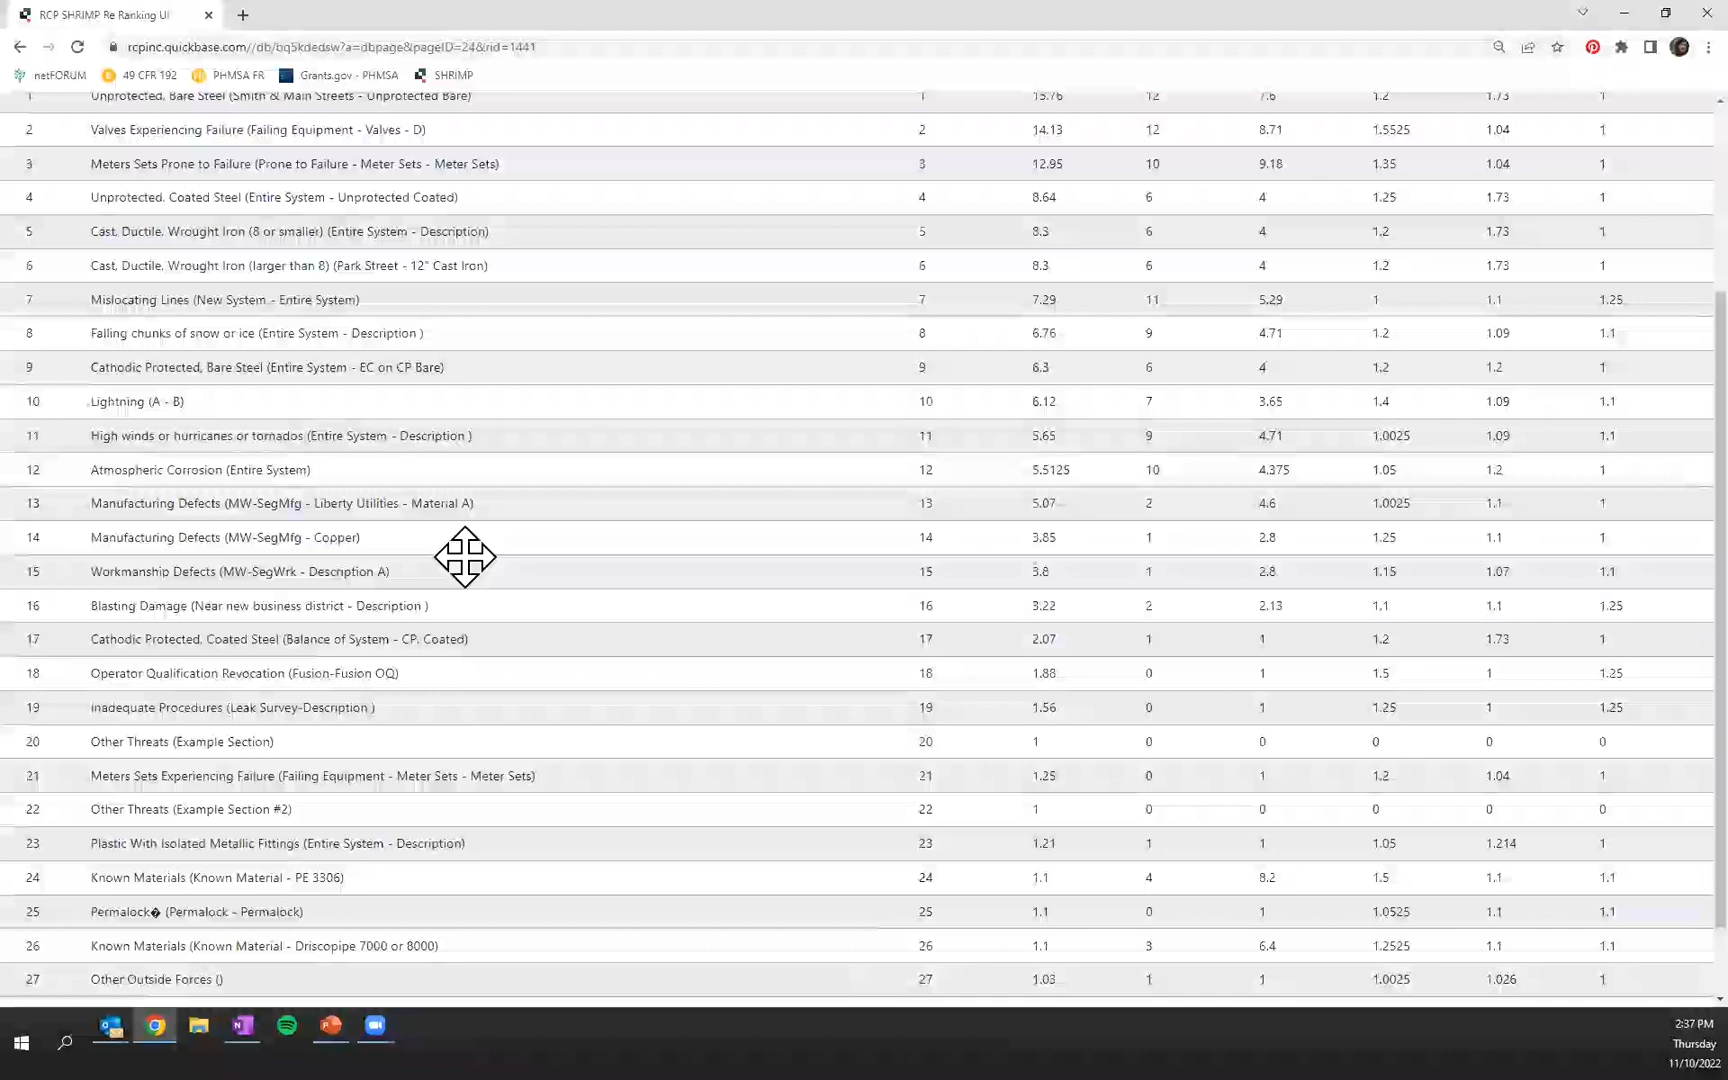 RCP SHRIMP Re Ranking UI
rcpinc.quickbase.com//db/bq5kdedsw?a=dbpage&pageID=24&rid=1441
netFORUM 49 CFR 192 PHMSA FR Grants.gov - PHMSA SHRIMP
1 Unprotected, Bare Steel (Smith & Main Streets - Unprotected Bare) 1 15.76 12 7.6 1.2 1.73 1
2 Valves Experiencing Failure (Failing Equipment - Valves - D) 2 14.13 12 8.71 1.5525 1.04 1
3 Meters Sets Prone to Failure (Prone to Failure - Meter Sets - Meter Sets) 3 12.95 10 9.18 1.35 1.04 1
4 Unprotected, Coated Steel (Entire System - Unprotected Coated) 4 8.64 6 4 1.25 1.73 1
5 Cast, Ductile, Wrought Iron (8 or smaller) (Entire System - Description) 5 8.3 6 4 1.2 1.73 1
6 Cast, Ductile, Wrought Iron (larger than 8) (Park Street - 12" Cast Iron) 6 8.3 6 4 1.2 1.73 1
7 Mislocating Lines (New System - Entire System) 7 7.29 11 5.29 1 1.1 1.25
8 Falling chunks of snow or ice (Entire System - Description ) 8 6.76 9 4.71 1.2 1.09 1.1
9 Cathodic Protected, Bare Steel (Entire System - EC on CP Bare) 9 6.3 6 4 1.2 1.2 1
10 Lightning (A - B) 10 6.12 7 3.65 1.4 1.09 1.1
11 High winds or hurricanes or tornados (Entire System - Description ) 11 5.65 9 4.71 1.0025 1.09 1.1
12 Atmospheric Corrosion (Entire System) 12 5.5125 10 4.375 1.05 1.2 1
13 Manufacturing Defects (MW-SegMfg - Liberty Utilities - Material A) 13 5.07 2 4.6 1.0025 1.1 1
14 Manufacturing Defects (MW-SegMfg - Copper) 14 3.85 1 2.8 1.25 1.1 1
15 Workmanship Defects (MW-SegWrk - Description A) 15 3.8 1 2.8 1.15 1.07 1.1
16 Blasting Damage (Near new business district - Description ) 16 3.22 2 2.13 1.1 1.1 1.25
17 Cathodic Protected, Coated Steel (Balance of System - CP, Coated) 17 2.07 1 1 1.2 1.73 1
18 Operator Qualification Revocation (Fusion-Fusion OQ) 18 1.88 0 1 1.5 1 1.25
19 Inadequate Procedures (Leak Survey-Description ) 19 1.56 0 1 1.25 1 1.25
20 Other Threats (Example Section) 20 1 0 0 0 0 0
21 Meters Sets Experiencing Failure (Failing Equipment - Meter Sets - Meter Sets) 21 1.25 0 1 1.2 1.04 1
22 Other Threats (Example Section #2) 22 1 0 0 0 0 0
23 Plastic With Isolated Metallic Fittings (Entire System - Description) 23 1.21 1 1 1.05 1.214 1
24 Known Materials (Known Material - PE 3306) 24 1.1 4 8.2 1.5 1.1 1.1
25 Permalock� (Permalock - Permalock) 25 1.1 0 1 1.0525 1.1 1.1
26 Known Materials (Known Material - Driscopipe 7000 or 8000) 26 1.1 3 6.4 1.2525 1.1 1.1
27 Other Outside Forces () 27 1.03 1 1 1.0025 1.026 1
2:37 PM
Thursday
11/10/2022